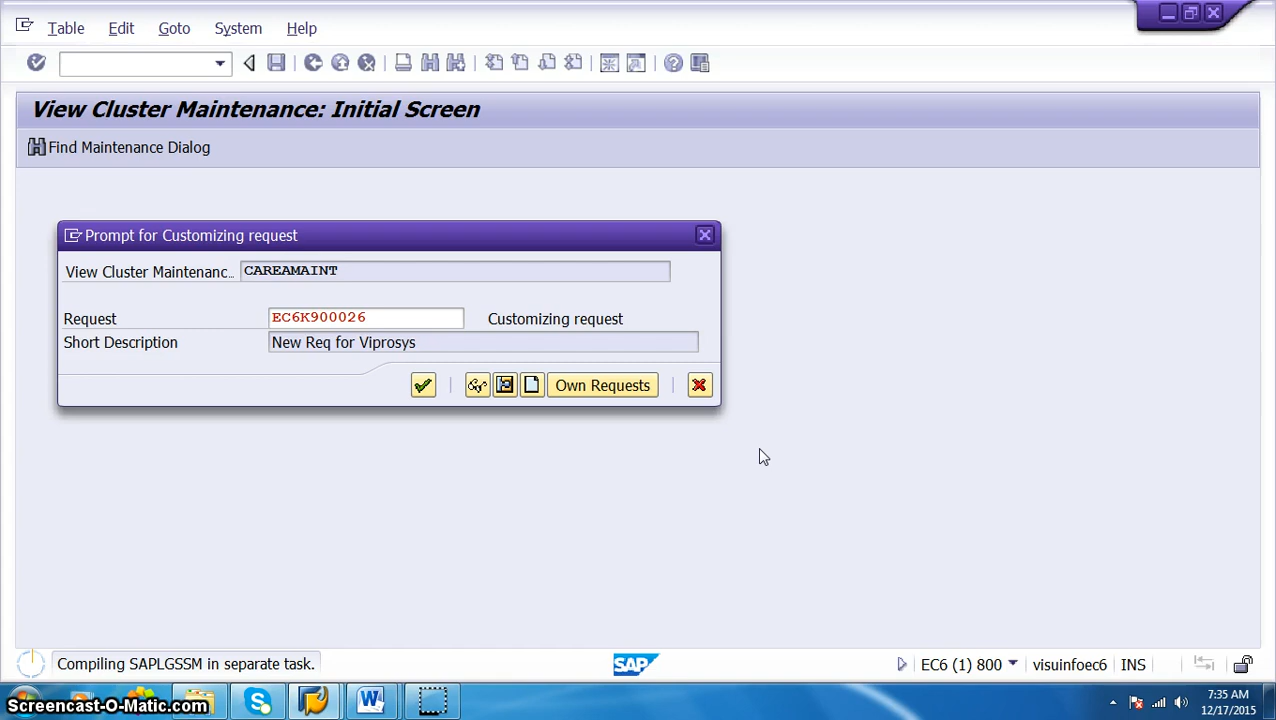 Table Edit Goto System Help
View Cluster Maintenance: Initial Screen
Find Maintenance Dialog
Prompt for Customizing request
View Cluster Maintenanc.. CAREAMAINT
Request EC6K900026 Customizing request
Short Description New Req for Viprosys
Own Requests
Compiling SAPLGSSM in separate task.
SAP
EC6 (1) 800 visuinfoec6 INS
Screencast-O-Matic.com
7:35 AM
12/17/2015